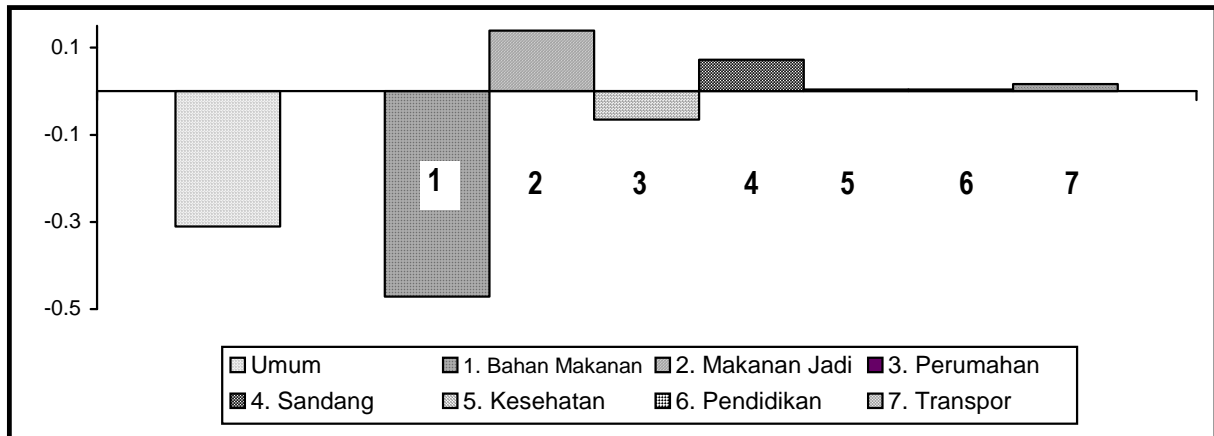 0.1
-0.1
1 2 3 4 5 6 7
-0.3
-0.5
Umum 1. Bahan Makanan 2. Makanan Jadi 3. Perumahan
4. Sandang 5. Kesehatan 6. Pendidikan 7. Transpor